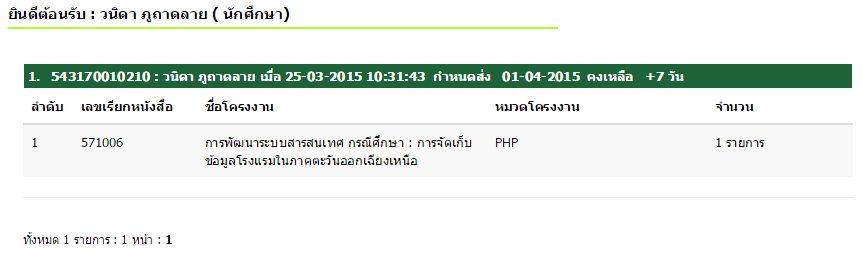 ยินดีต้อนรับ : วนิดา ภูถาดลาย ( นักศึกษา)
1. 543170010210 : วนิดา ภูถาดลาย เมื่อ 25-03-2015 10:31:43 กำหนดส่ง 01-04-2015 คงเหลือ +7 วัน
ลำดับ เลขเรียกหนังสือ ชื่อโครงงาน หมวดโครงงาน จำนวน
1 571006 การพัฒนาระบบสารสนเทศ กรณีศึกษา : การจัดเก็บ PHP 1 รายการ
ข้อมูลโรงแรมในภาคตะวันออกเฉียงเหนือ
ทั้งหมด 1 รายการ : 1 หน้า : 1